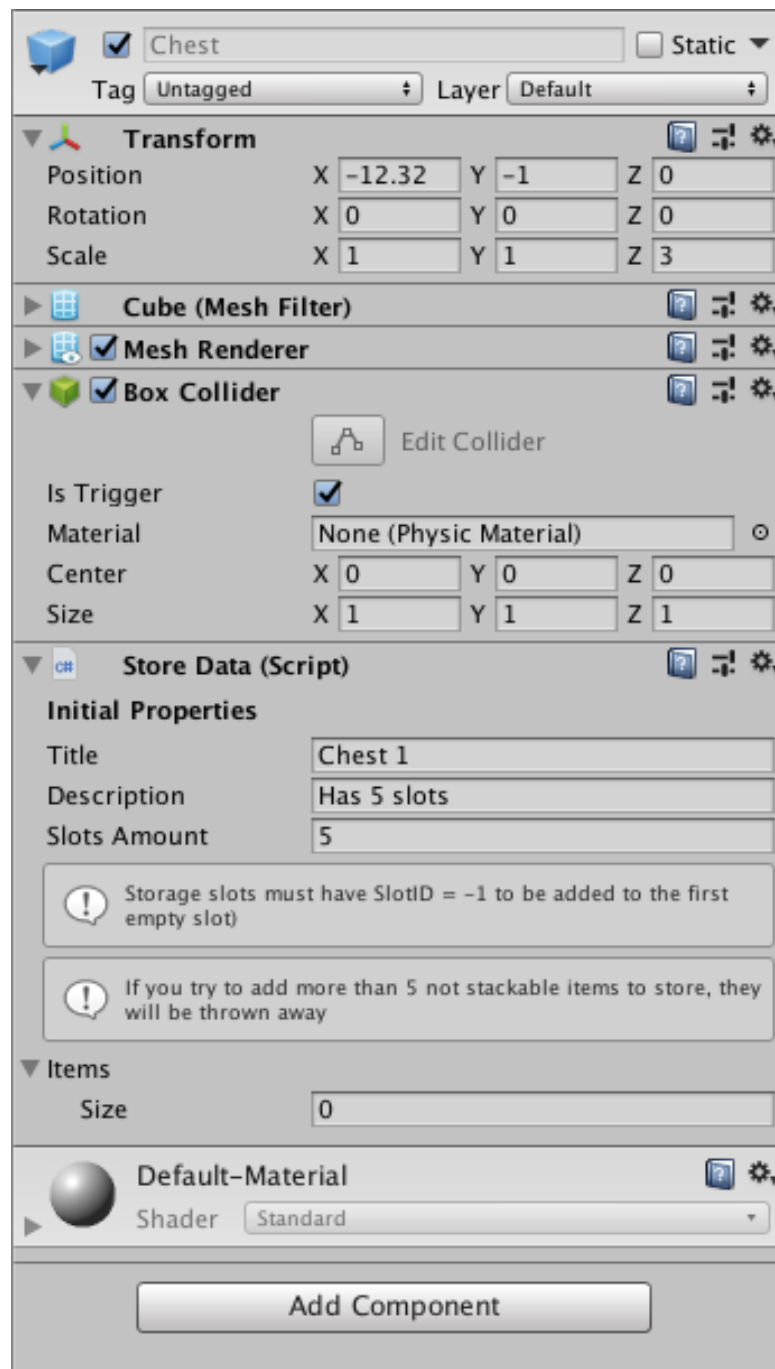 Chest Static
Tag Untagged Layer Default
Transform
Position X -12.32 Y -1 Z 0
Rotation X 0 Y 0 Z 0
Scale X 1 Y 1 Z 3
Cube (Mesh Filter)
Mesh Renderer
Box Collider
Edit Collider
Is Trigger
Material None (Physic Material)
Center X 0 Y 0 Z 0
Size X 1 Y 1 Z 1
c# Store Data (Script)
Initial Properties
Title Chest 1
Description Has 5 slots
Slots Amount 5
Storage slots must have SlotID = -1 to be added to the first
empty slot)
If you try to add more than 5 not stackable items to store, they
will be thrown away
Items
Size 0
Default-Material
Shader Standard
Add Component